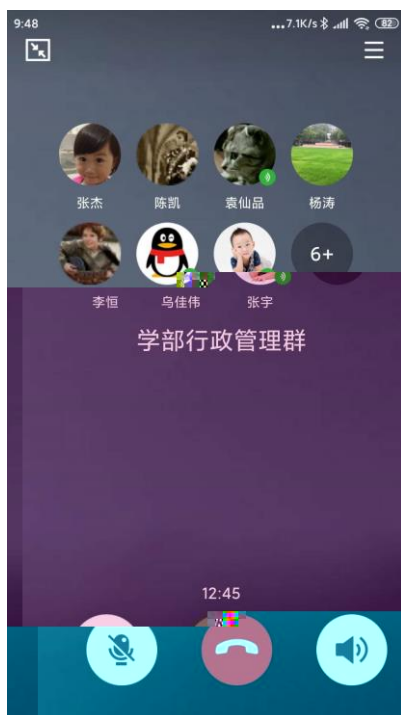 9:48 ...7.1K/s 82
张杰 陈凯 袁仙品 杨涛
6+
李恒 乌佳伟 张宇
学部行政管理群
12:45